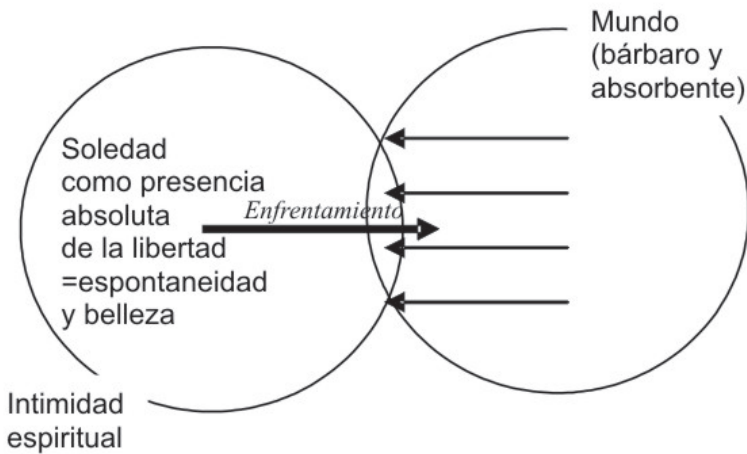 Mundo
(bárbaro y
absorbente)
Soledad
como presencia
absoluta
de la libertad
=espontaneidad
y belleza
Enfrentamiento
Intimidad
espiritual